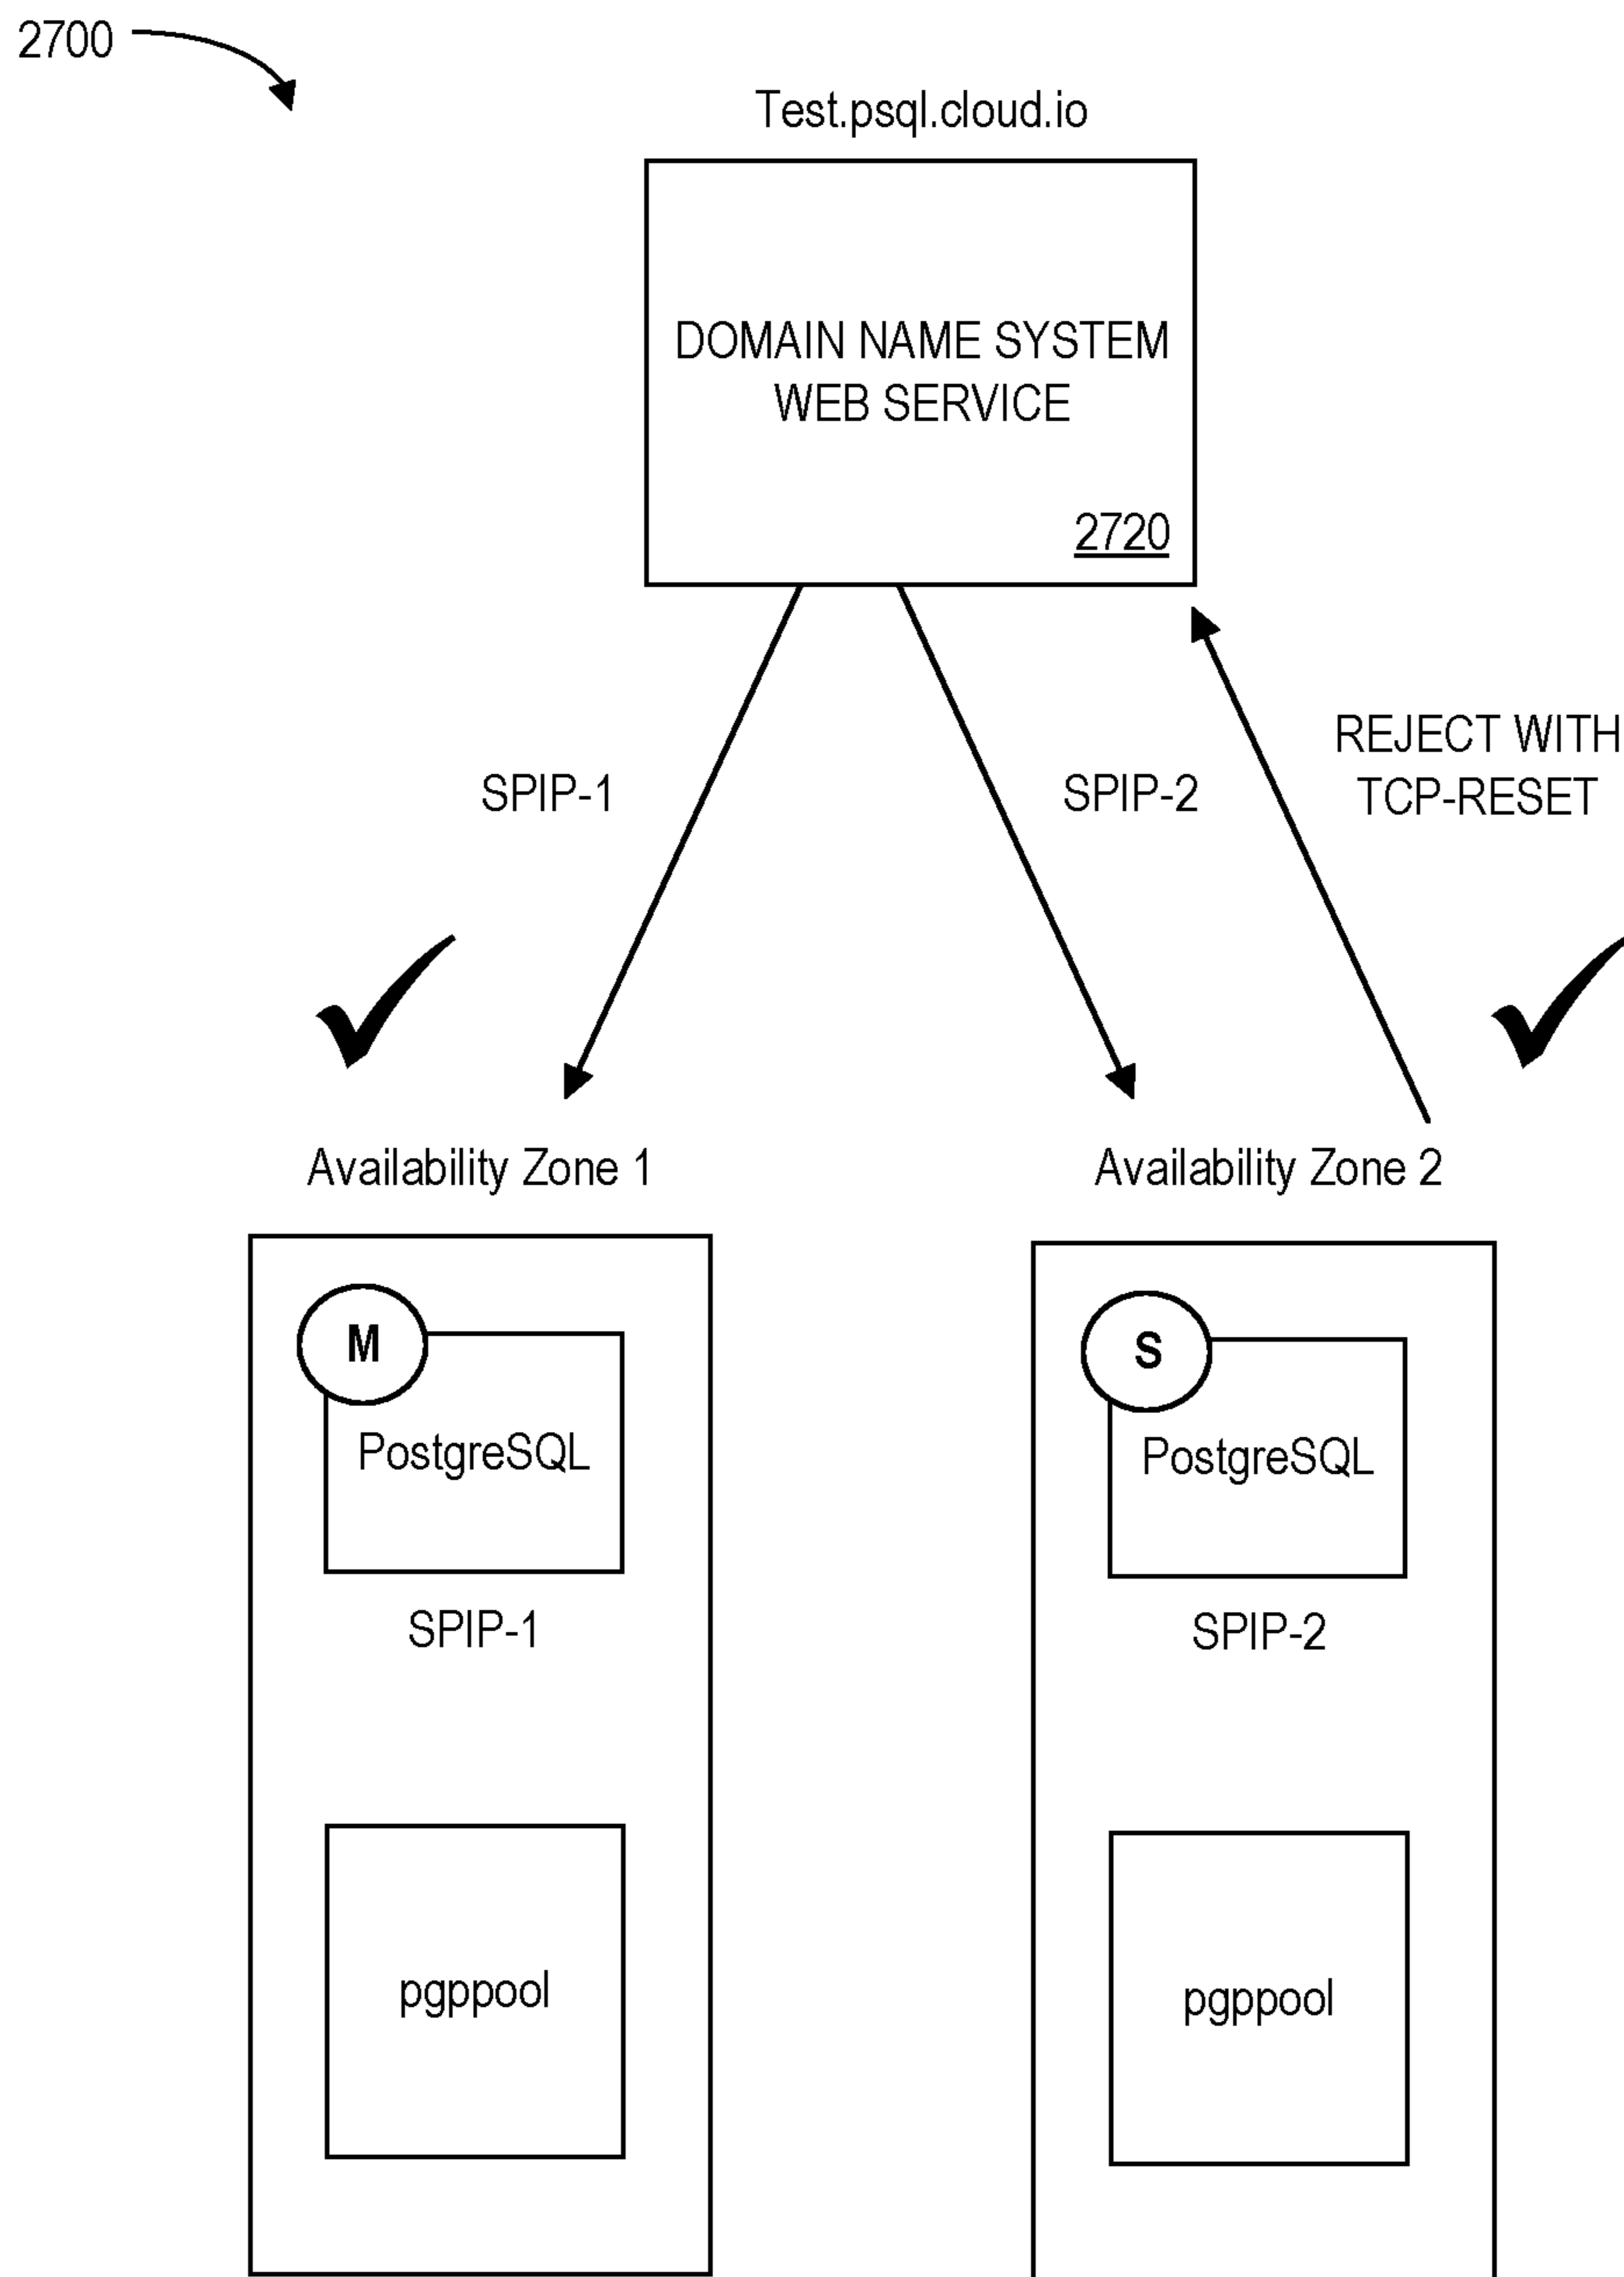 2700
Test.psql.cloud.io
DOMAIN NAME SYSTEM
WEB SERVICE
2720
SPIP-1
SPIP-2
REJECT WITH
TCP-RESET
Availability Zone 1
Availability Zone 2
M
PostgreSQL
SPIP-1
pgppool
S
PostgreSQL
SPIP-2
pgppool